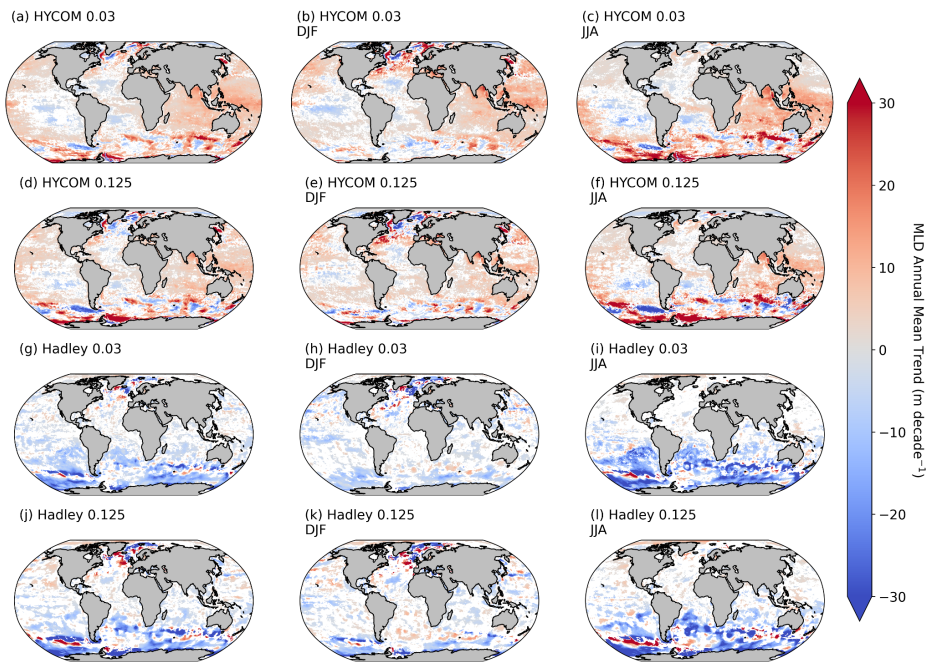 (a) HYCOM 0.03
(b) HYCOM 0.03
DJF
(c) HYCOM 0.03
JJA
(d) HYCOM 0.125
(e) HYCOM 0.125
DJF
(f) HYCOM 0.125
JJA
(g) Hadley 0.03
(h) Hadley 0.03
DJF
(i) Hadley 0.03
JJA
(j) Hadley 0.125
(k) Hadley 0.125
DJF
(l) Hadley 0.125
JJA
30
20
10
0
−10
−20
−30
MLD Annual Mean Trend (m decade⁻¹)